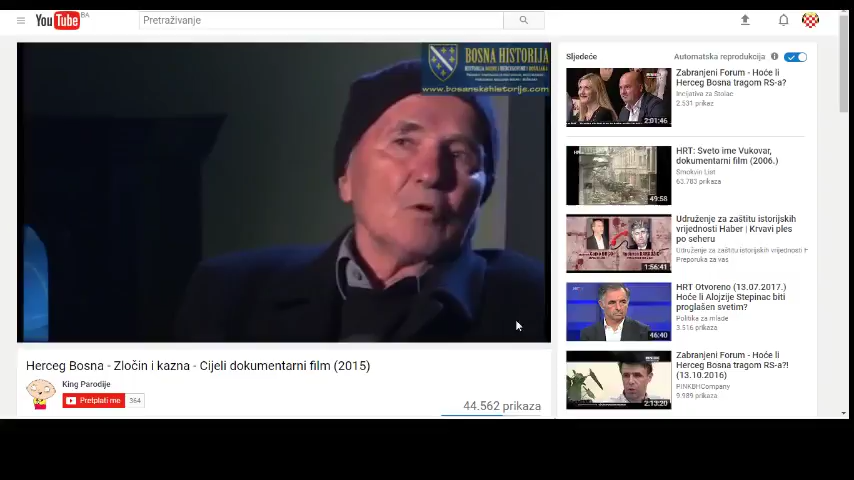 You Tube BA
Pretraživanje
BOSNA HISTORIJA
www.bosanskehistorije.com
Herceg Bosna - Zločin i kazna - Cijeli dokumentarni film (2015)
King Parodije
Pretplati me 364
44.562 prikaza
Sljedeće Automatska reprodukcija
Zabranjeni Forum - Hoće li
Herceg Bosna tragom RS-a?
Incijativa za Stolac
2.531 prikaz
2:01:46
HRT: Sveto ime Vukovar,
dokumentarni film (2006.)
Smokvin List
63.783 prikaza
49:58
Udruženje za zaštitu istorijskih
vrijednosti Haber | Krvavi ples
po seheru
Udruženje za zaštitu istorijskih vrijednosti H
Preporuka za vas
1:56:41
HRT Otvoreno (13.07.2017.)
Hoće li Alojzije Stepinac biti
proglašen svetim?
Politika za mlade
3.516 prikaza
46:40
Zabranjeni Forum - Hoće li
Herceg Bosna tragom RS-a?!
(13.10.2016)
PINKBHCompany
9.989 prikaza
2:13:20